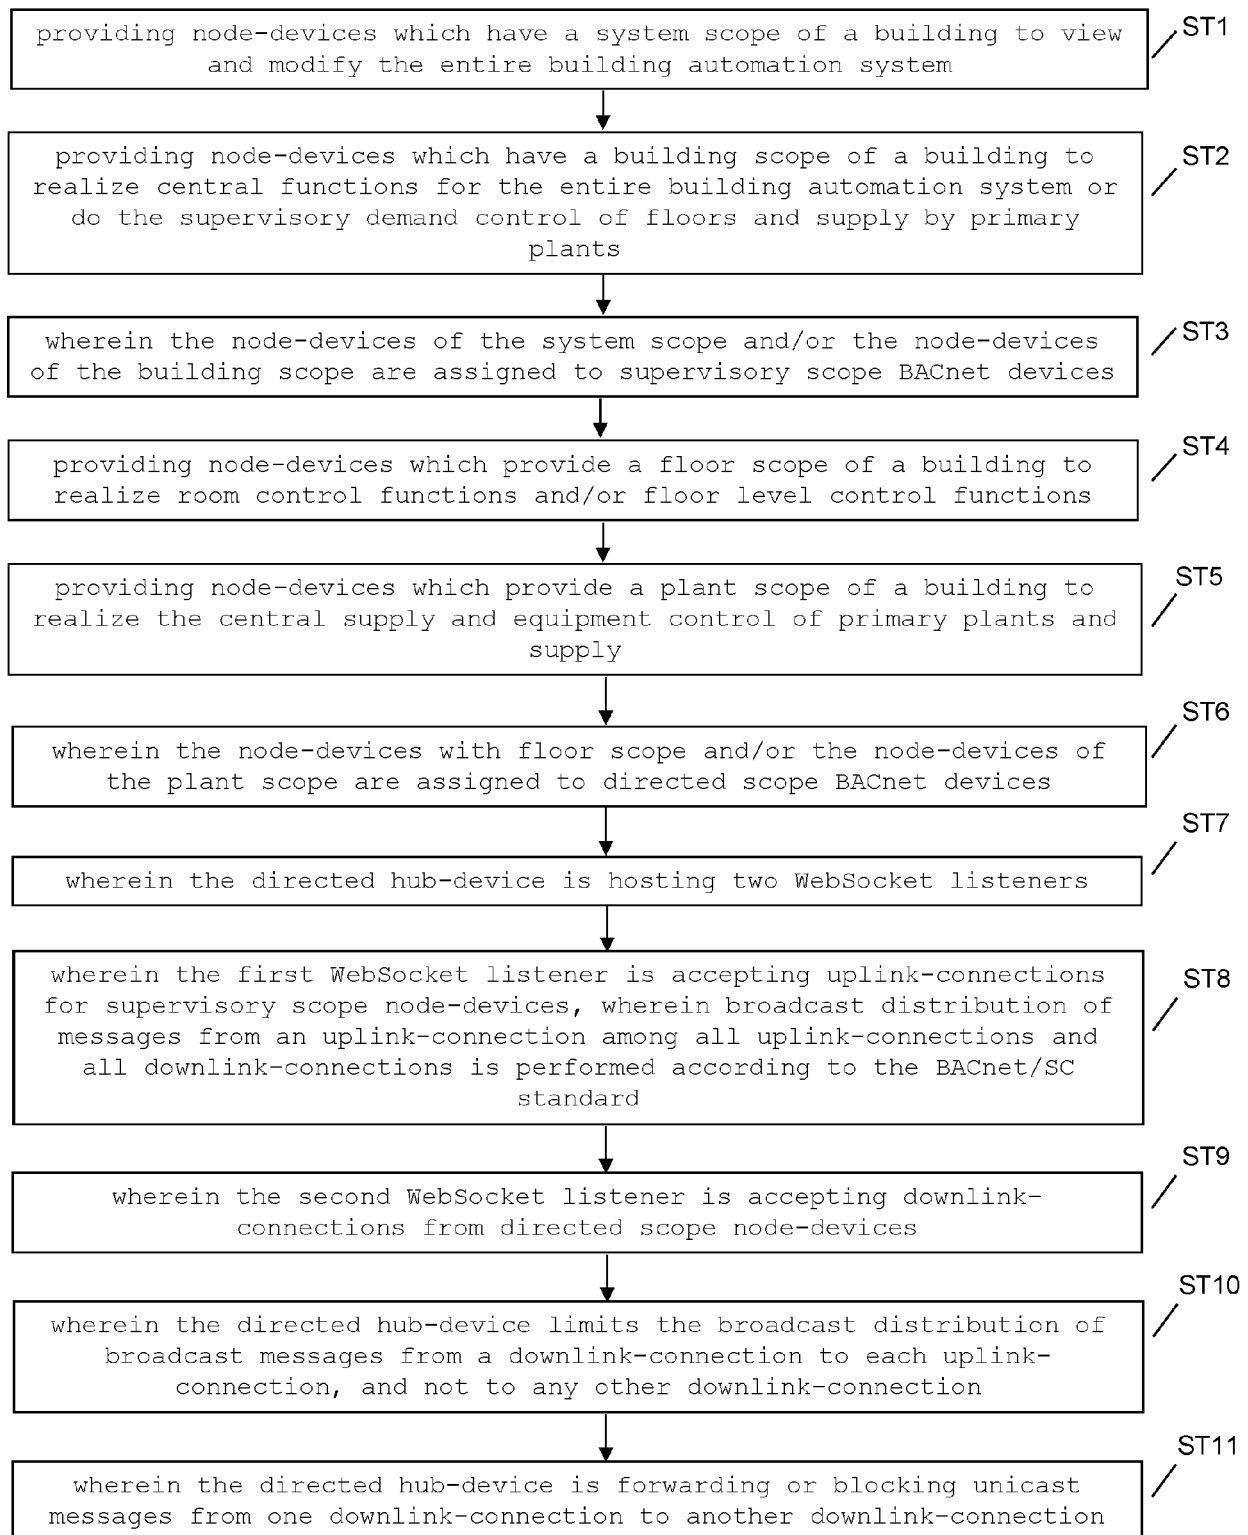 providing node-devices which have a system scope of a building to view
and modify the entire building automation system
ST1
providing node-devices which have a building scope of a building to
realize central functions for the entire building automation system or
do the supervisory demand control of floors and supply by primary
plants
ST2
wherein the node-devices of the system scope and/or the node-devices
of the building scope are assigned to supervisory scope BACnet devices
ST3
providing node-devices which provide a floor scope of a building to
realize room control functions and/or floor level control functions
ST4
providing node-devices which provide a plant scope of a building to
realize the central supply and equipment control of primary plants and
supply
ST5
wherein the node-devices with floor scope and/or the node-devices of
the plant scope are assigned to directed scope BACnet devices
ST6
wherein the directed hub-device is hosting two WebSocket listeners
ST7
wherein the first WebSocket listener is accepting uplink-connections
for supervisory scope node-devices, wherein broadcast distribution of
messages from an uplink-connection among all uplink-connections and
all downlink-connections is performed according to the BACnet/SC
standard
ST8
wherein the second WebSocket listener is accepting downlink-
connections from directed scope node-devices
ST9
wherein the directed hub-device limits the broadcast distribution of
broadcast messages from a downlink-connection to each uplink-
connection, and not to any other downlink-connection
ST10
wherein the directed hub-device is forwarding or blocking unicast
messages from one downlink-connection to another downlink-connection
ST11